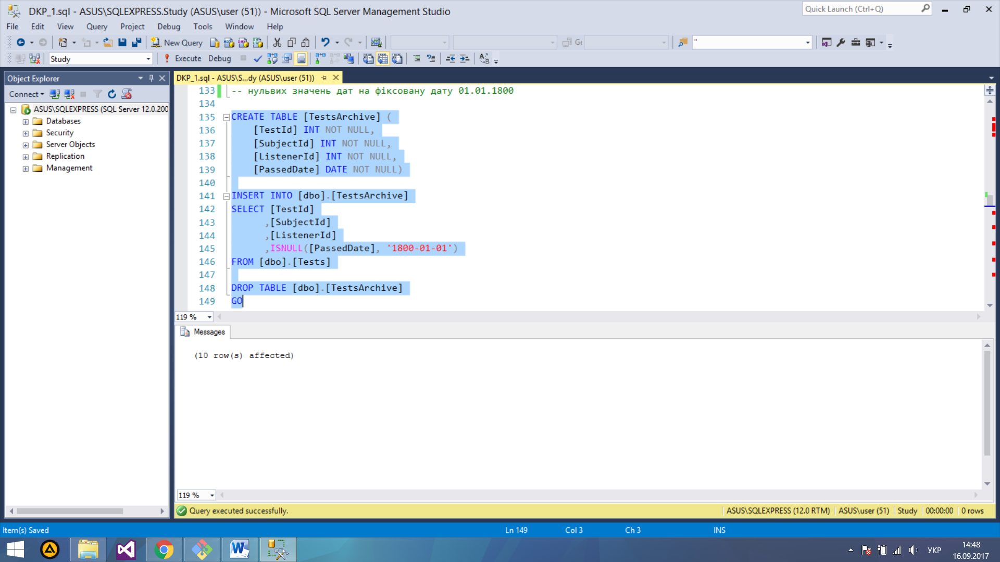 DKP_1.sql - ASUS\SQLEXPRESS.Study (ASUS\user (51)) - Microsoft SQL Server Management Studio
Quick Launch (Ctrl+Q)
File Edit View Query Project Debug Tools Window Help
New Query
Study
Execute Debug
Object Explorer
Connect
ASUS\SQLEXPRESS (SQL Server 12.0.200
Databases
Security
Server Objects
Replication
Management
DKP_1.sql - ASUS\S...dy (ASUS\user (51))
133 -- нульвих значень дат на фіксовану дату 01.01.1800
134
135 CREATE TABLE [TestsArchive] (
136 [TestId] INT NOT NULL,
137 [SubjectId] INT NOT NULL,
138 [ListenerId] INT NOT NULL,
139 [PassedDate] DATE NOT NULL)
140
141 INSERT INTO [dbo].[TestsArchive]
142 SELECT [TestId]
143 ,[SubjectId]
144 ,[ListenerId]
145 ,ISNULL([PassedDate], '1800-01-01')
146 FROM [dbo].[Tests]
147
148 DROP TABLE [dbo].[TestsArchive]
149 GO
119 %
Messages
(10 row(s) affected)
119 %
Query executed successfully.
ASUS\SQLEXPRESS (12.0 RTM) ASUS\user (51) Study 00:00:00 0 rows
Item(s) Saved
Ln 149 Col 3 Ch 3 INS
УКР
14:48
16.09.2017